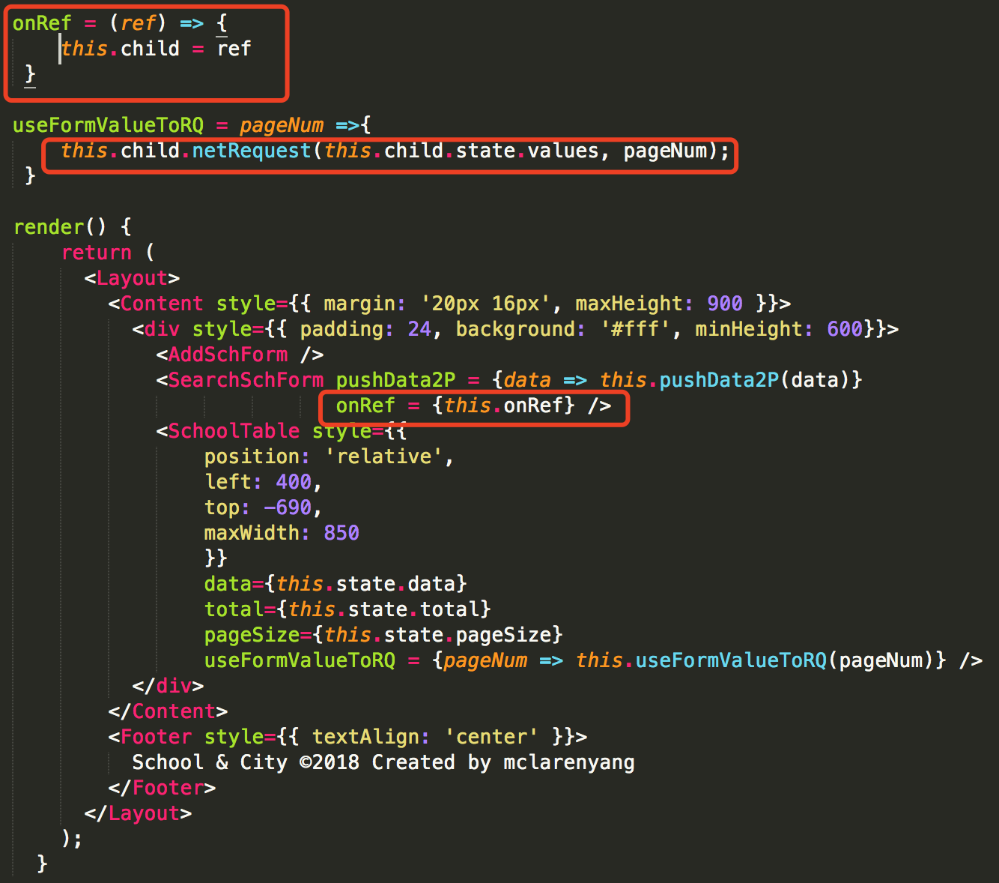 onRef = (ref) => {
this.child = ref
}
useFormValueToRQ = pageNum =>{
this.child.netRequest(this.child.state.values, pageNum);
}
render() {
return (
<Layout>
<Content style={{ margin: '20px 16px', maxHeight: 900 }}>
<div style={{ padding: 24, background: '#fff', minHeight: 600}}>
<AddSchForm />
<SearchSchForm pushData2P = {data => this.pushData2P(data)}
onRef = {this.onRef} />
<SchoolTable style={{
position: 'relative',
left: 400,
top: -690,
maxWidth: 850
}}
data={this.state.data}
total={this.state.total}
pageSize={this.state.pageSize}
useFormValueToRQ = {pageNum => this.useFormValueToRQ(pageNum)} />
</div>
</Content>
<Footer style={{ textAlign: 'center' }}>
School & City ©2018 Created by mclarenyang
</Footer>
</Layout>
);
}